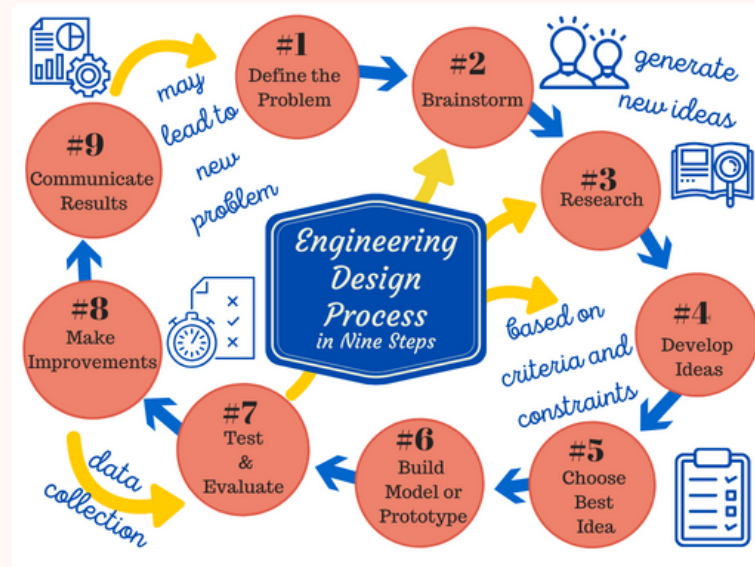 #1
Define the
Problem
#2
Brainstorm
generate
new ideas
#3
Research
#4
Develop
Ideas
based on
criteria and
constraints
#5
Choose
Best
Idea
#6
Build
Model or
Prototype
#7
Test
&
Evaluate
data
collection
#8
Make
Improvements
#9
Communicate
Results
may
lead to
new
problem
Engineering
Design
Process
in Nine Steps